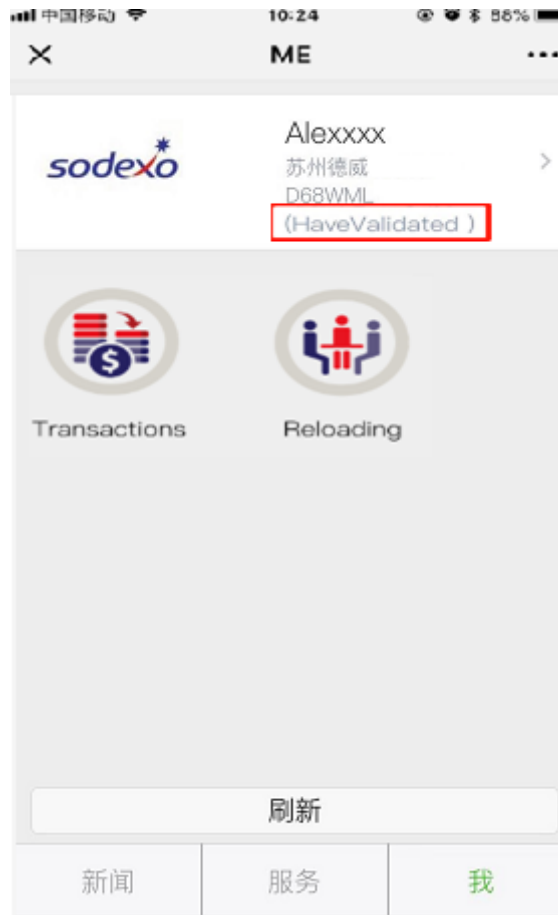 中国移动 10:24 88%
ME
sodexo
Alexxxx
苏州德威
D68WML
(HaveValidated )
Transactions Reloading
刷新
新闻 服务 我